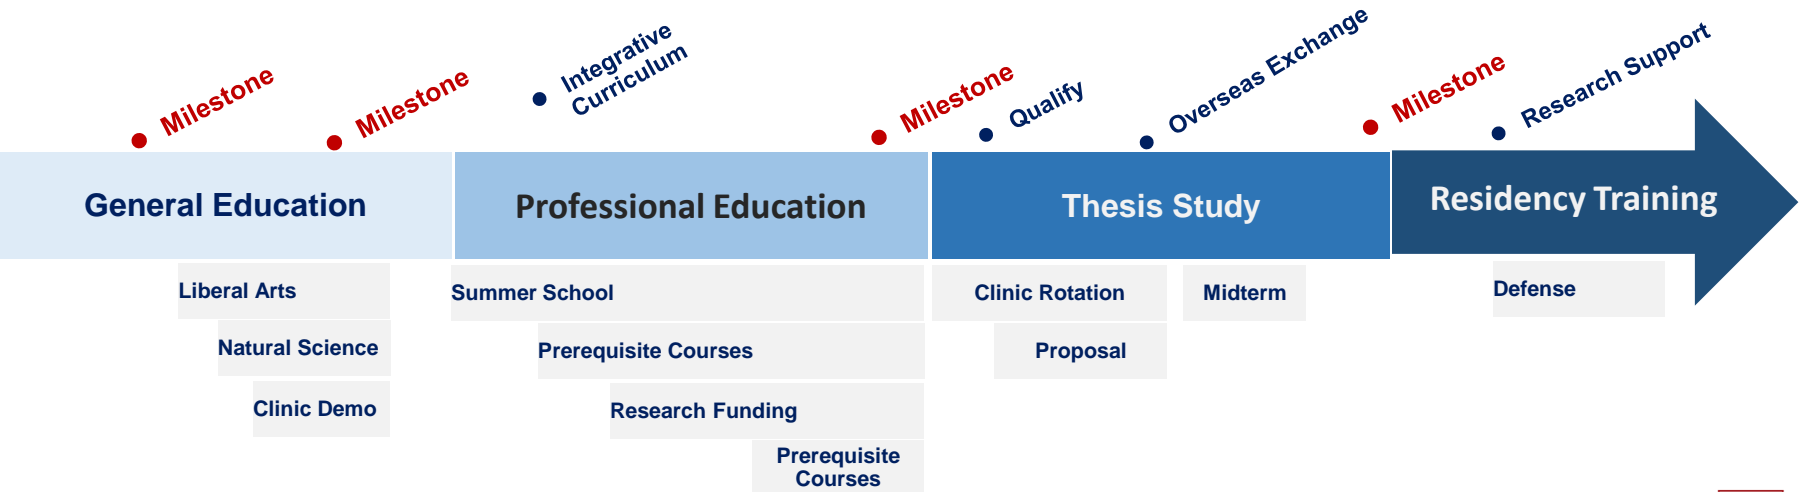 Milestone
Milestone
Integrative
Curriculum
Milestone
Qualify
Overseas Exchange
Milestone
Research Support
General Education
Professional Education
Thesis Study
Residency Training
Liberal Arts
Natural Science
Clinic Demo
Summer School
Prerequisite Courses
Research Funding
Prerequisite
Courses
Clinic Rotation
Midterm
Proposal
Defense